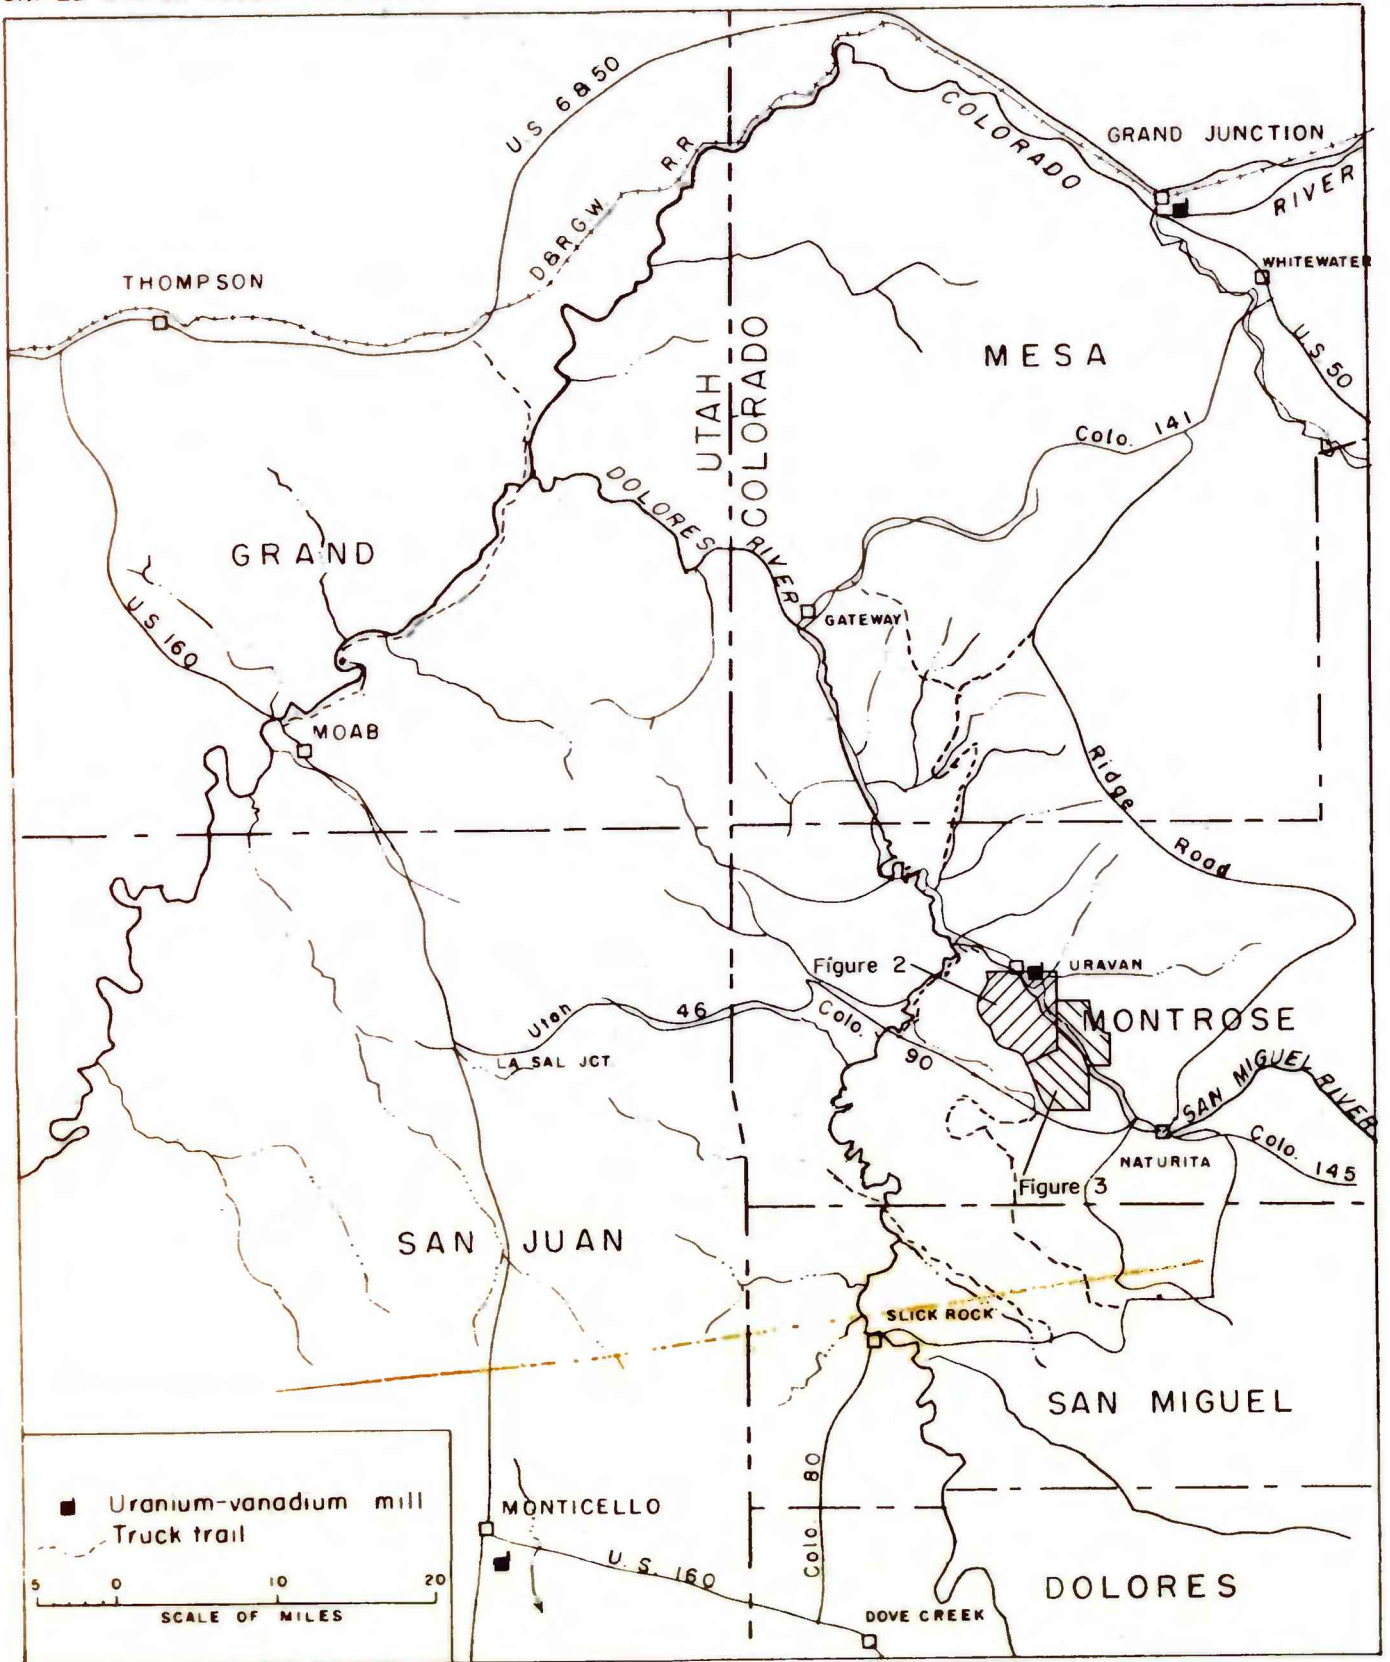 U.S 6&50
COLORADO
GRAND JUNCTION
RIVER
D&R.G.W. R.R
THOMPSON
WHITEWATER
U.S. 50
MESA
UTAH
COLORADO
Colo. 141
DOLORES RIVER
GRAND
GATEWAY
U.S 160
MOAB
Ridge Road
Figure 2
URAVAN
MONTROSE
Utah 46
Colo. 90
LA SAL JCT.
SAN MIGUEL RIVER
NATURITA
Colo. 145
Figure 3
SAN JUAN
SLICK ROCK
SAN MIGUEL
Colo 80
Uranium-vanadium mill
Truck trail
5 0 10 20
SCALE OF MILES
MONTICELLO
U.S. 160
DOVE CREEK
DOLORES